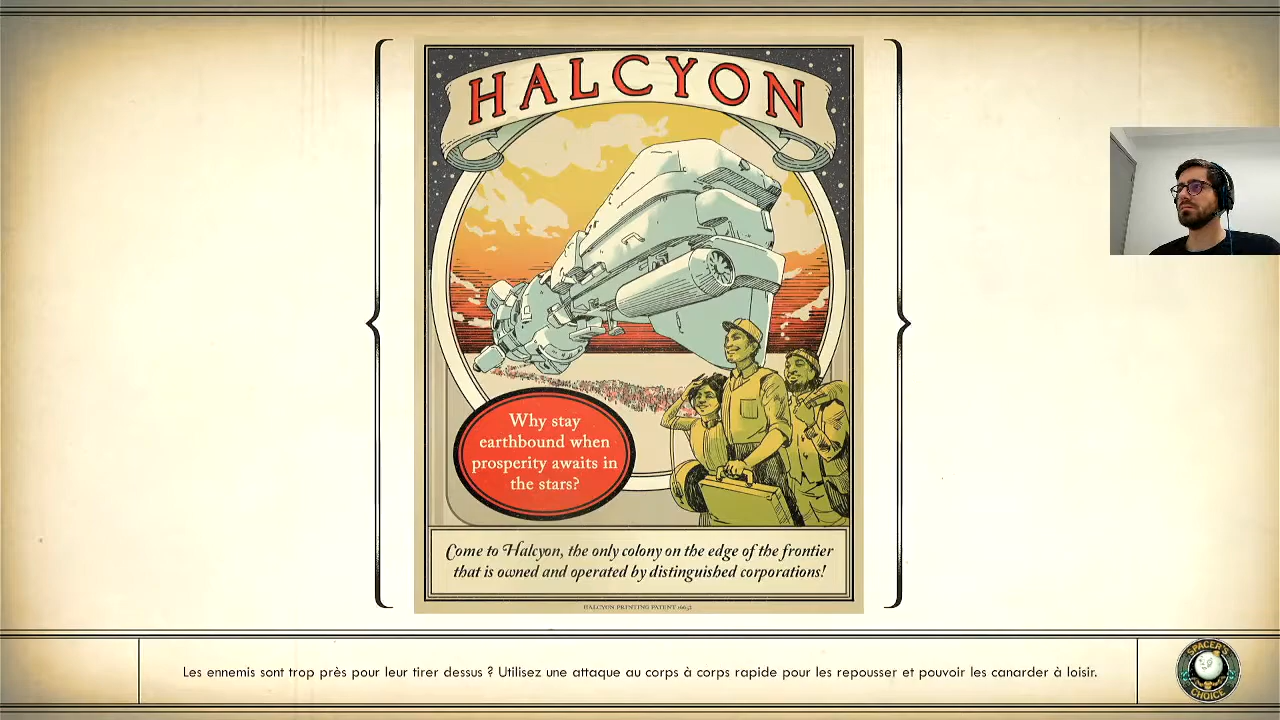 HALCYON
Why stay
earthbound when
prosperity awaits in
the stars?
Come to Halcyon, the only colony on the edge of the frontier
that is owned and operated by distinguished corporations!
HALCYON PRINTING PATENT
Les ennemis sont trop près pour leur tirer dessus ? Utilisez une attaque au corps à corps rapide pour les repousser et pouvoir les canarder à loisir.
SPACER'S
CHOICE